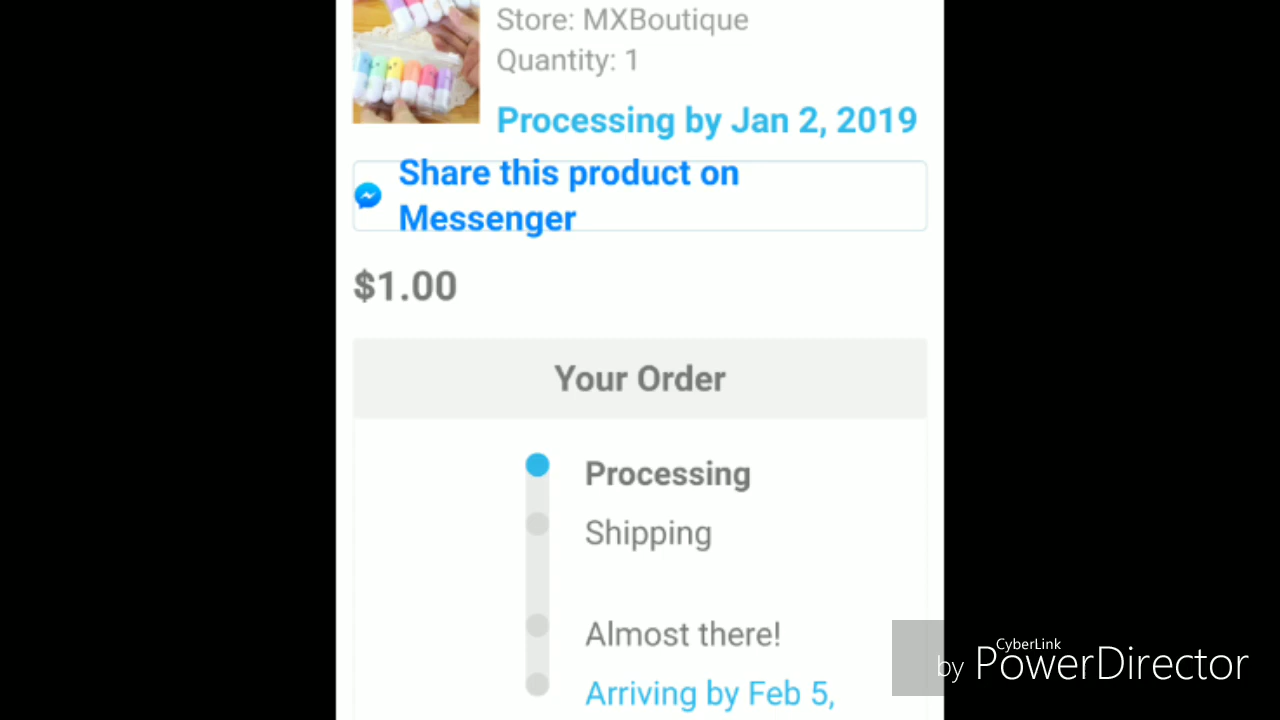 Store: MXBoutique
Quantity: 1
Processing by Jan 2, 2019
Share this product on
Messenger
$1.00
Your Order
Processing
Shipping
Almost there!
Arriving by Feb 5,
CyberLink
by PowerDirector